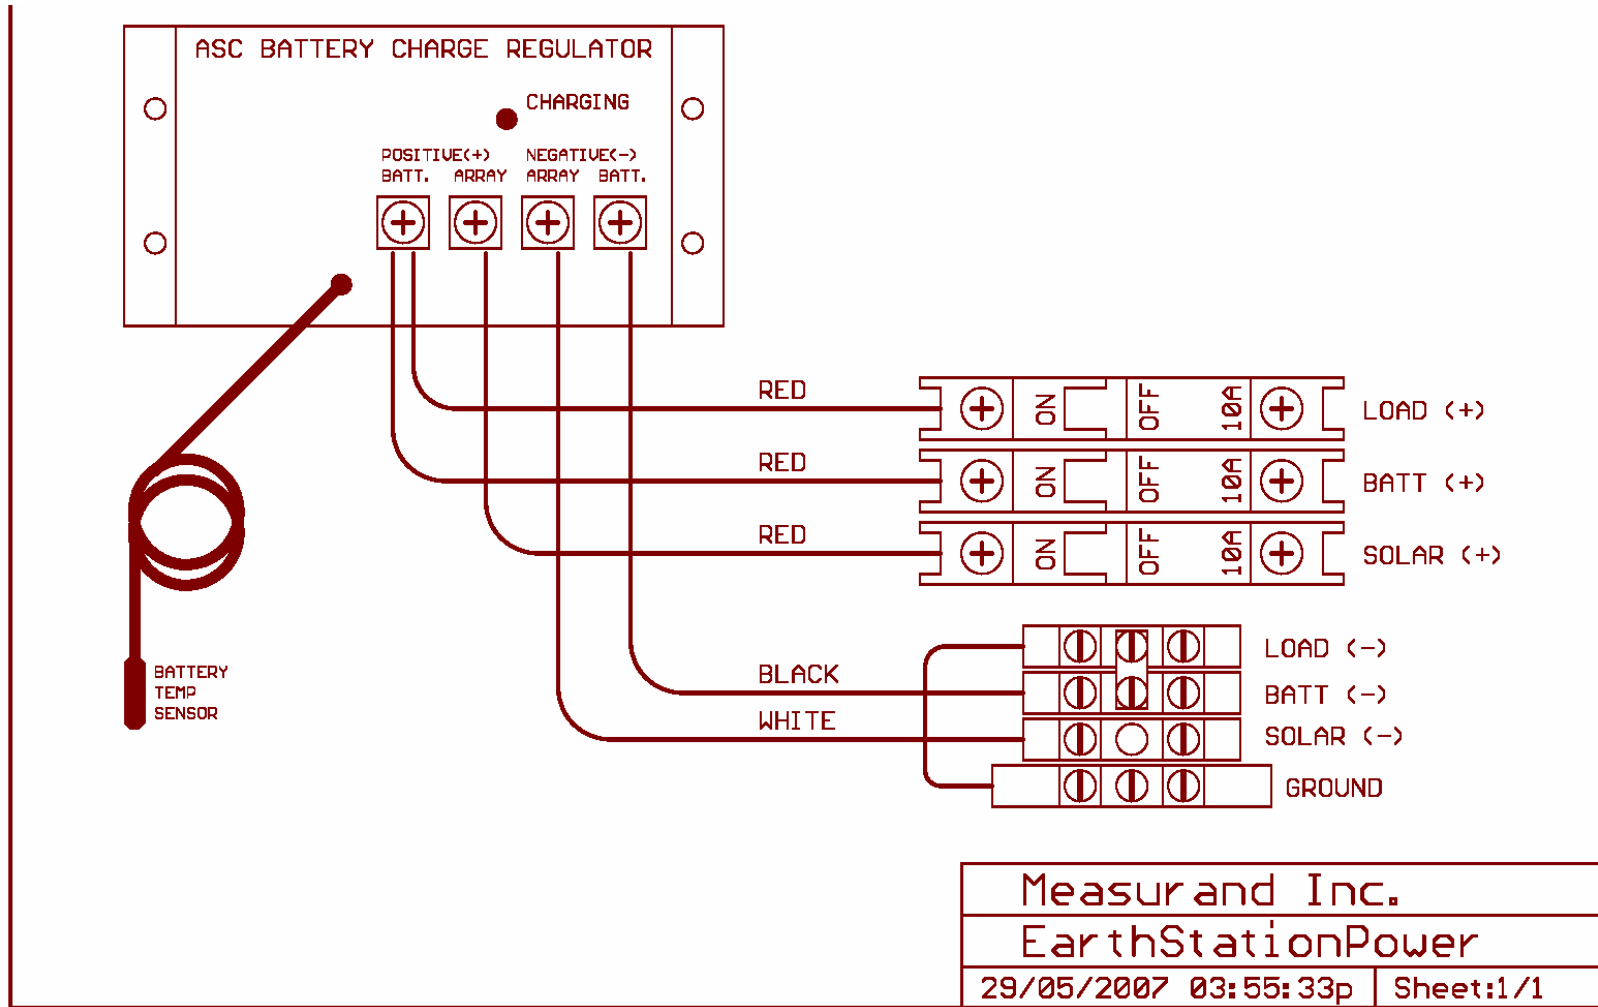 ASC BATTERY CHARGE REGULATOR
CHARGING
POSITIVE(+) NEGATIVE(-)
BATT. ARRAY ARRAY BATT.
RED
ON OFF 10A
LOAD (+)
RED
ON OFF 10A
BATT (+)
RED
ON OFF 10A
SOLAR (+)
LOAD (-)
BLACK
BATT (-)
WHITE
SOLAR (-)
GROUND
BATTERY
TEMP
SENSOR
Measurand Inc.
EarthStationPower
29/05/2007 03:55:33p Sheet:1/1